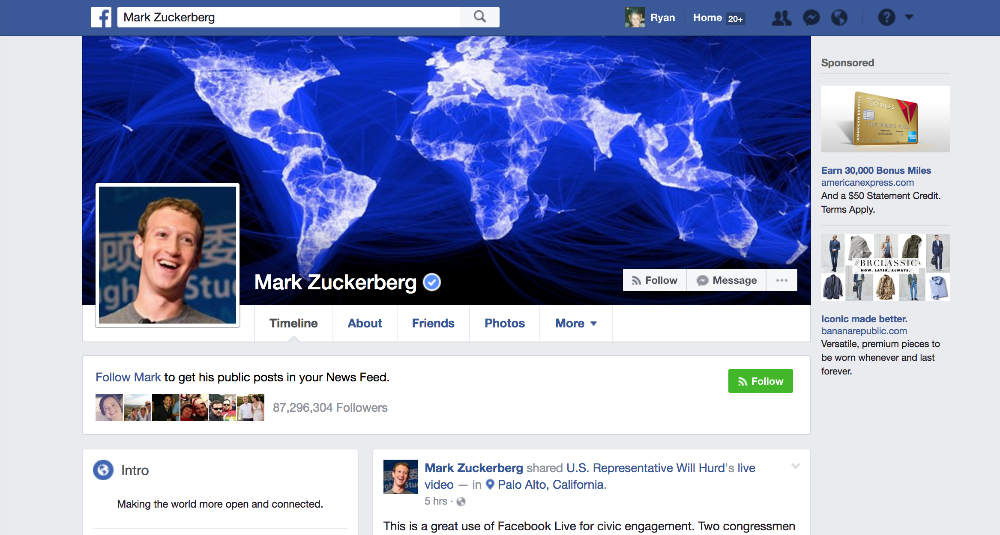 Mark Zuckerberg
Ryan
Home 20+
Sponsored
AMERICAN EXPRESS
DELTA
SKYMILES
3759 876543 21001
Earn 30,000 Bonus Miles
americanexpress.com
And a $50 Statement Credit.
Terms Apply.
#BRCLASSIC
NOW. LATER. ALWAYS.
Iconic made better.
bananarepublic.com
Versatile, premium pieces to
be worn whenever and last
forever.
顾 委
Stu
Mark Zuckerberg
Follow
Message
Timeline
About
Friends
Photos
More
Follow Mark to get his public posts in your News Feed.
Follow
87,296,304 Followers
Intro
Making the world more open and connected.
Mark Zuckerberg shared U.S. Representative Will Hurd's live
video — in Palo Alto, California.
5 hrs ·
This is a great use of Facebook Live for civic engagement. Two congressmen